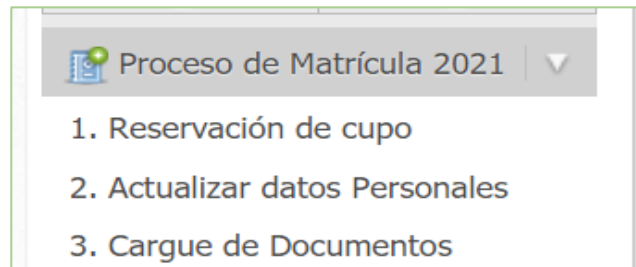 Proceso de Matrícula 2021
1. Reservación de cupo
2. Actualizar datos Personales
3. Cargue de Documentos